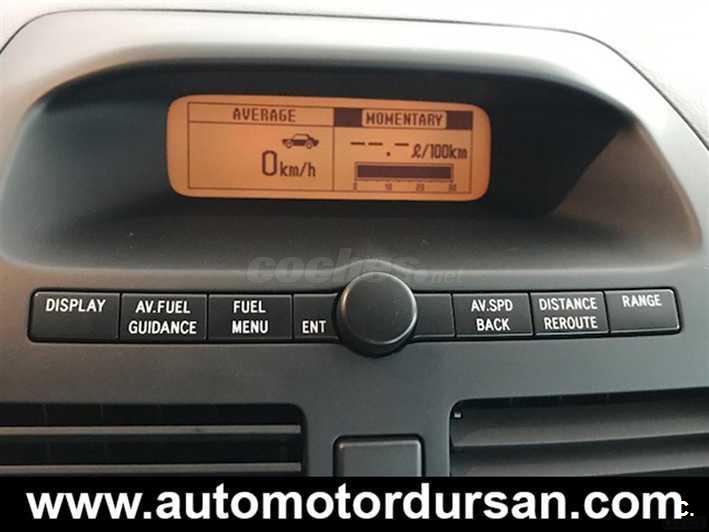 AVERAGE
MOMENTARY
0km/h
--.-ℓ/100km
0 10 20 30
coches.net
DISPLAY
AV.FUEL
GUIDANCE
FUEL
MENU
ENT
AV.SPD
BACK
DISTANCE
REROUTE
RANGE
www.automotordursan.com
C.